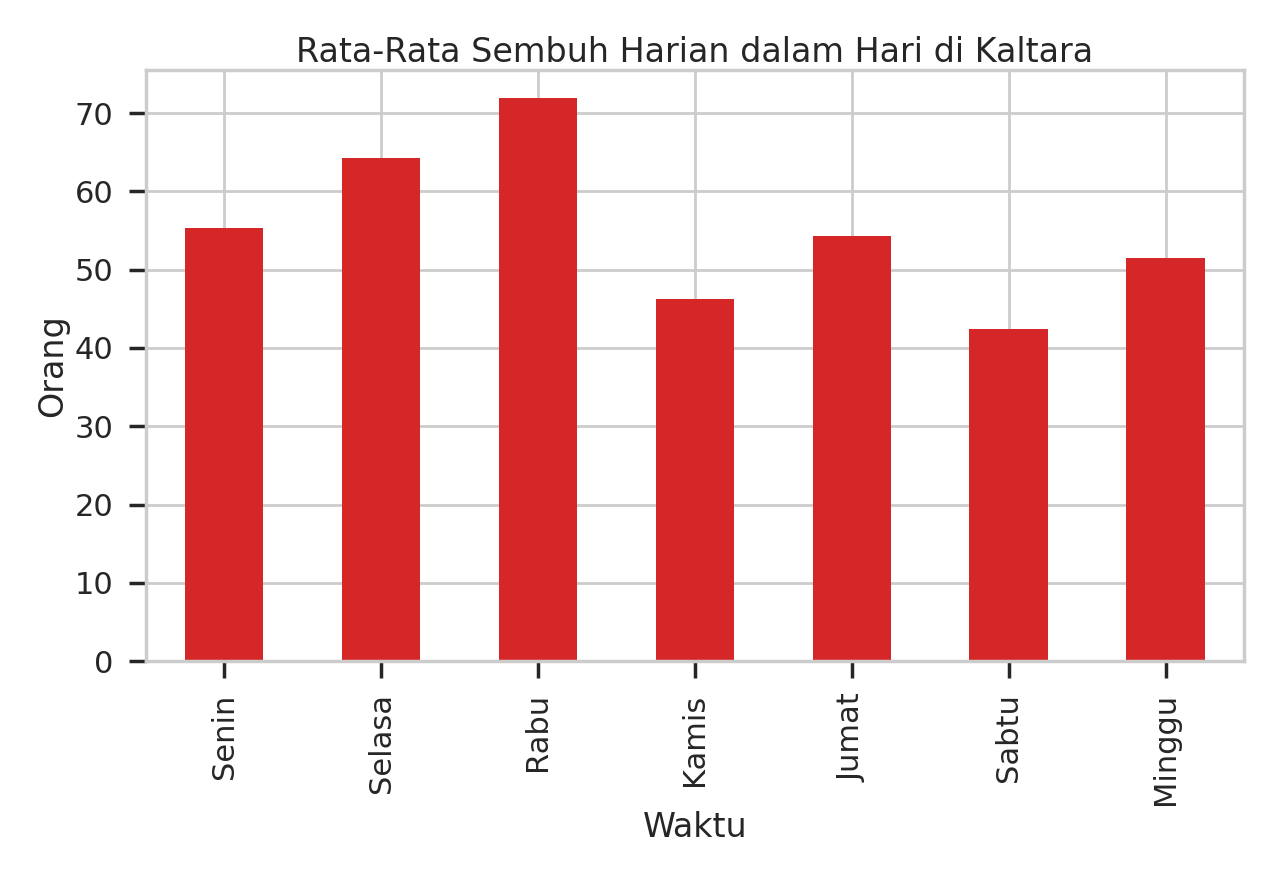 Rata-Rata Sembuh Harian dalam Hari di Kaltara
70
60
50
40
30
20
10
0
Orang
Senin
Selasa
Rabu
Kamis
Jumat
Sabtu
Minggu
Waktu